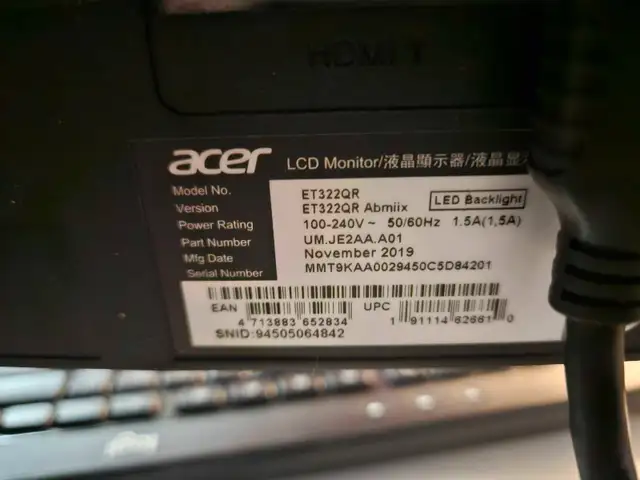 HDMI 1
acer LCD Monitor/液晶顯示器/液晶显
Model No. ET322QR
Version ET322QR Abmiix LED Backlight
Power Rating 100-240V ~ 50/60Hz 1.5A(1,5A)
Part Number UM.JE2AA.A01
Mfg Date November 2019
Serial Number MMT9KAA0029450C5D84201
EAN 4 713883 652834 UPC 1 91114 62661 0
SNID:94505064842